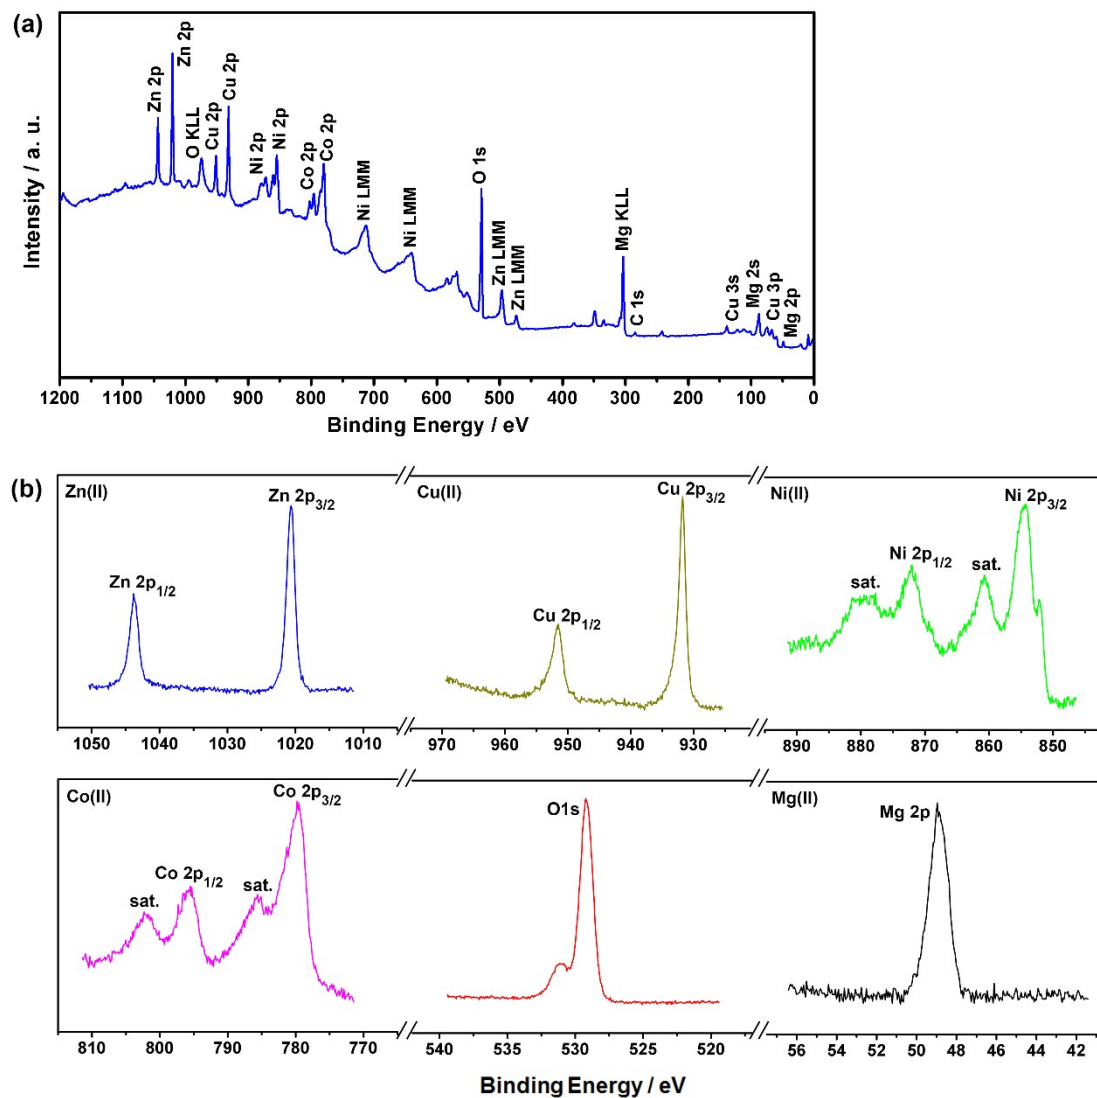 (a)
Intensity / a. u.
Zn 2p
Zn 2p
O KLL
Cu 2p
Cu 2p
Ni 2p
Ni 2p
Co 2p
Co 2p
Ni LMM
Ni LMM
O 1s
Zn LMM
Zn LMM
Mg KLL
C 1s
Cu 3s
Mg 2s
Cu 3p
Mg 2p
1200 1100 1000 900 800 700 600 500 400 300 200 100 0
Binding Energy / eV
(b)
Zn(II)
Zn 2p3/2
Zn 2p1/2
1050 1040 1030 1020 1010
Cu(II)
Cu 2p3/2
Cu 2p1/2
970 960 950 940 930
Ni(II)
Ni 2p3/2
Ni 2p1/2
sat.
sat.
890 880 870 860 850
Co(II)
Co 2p3/2
Co 2p1/2
sat.
sat.
810 800 790 780 770
O1s
540 530 520
Mg(II)
Mg 2p
56 54 52 50 48 46 44 42
Binding Energy / eV